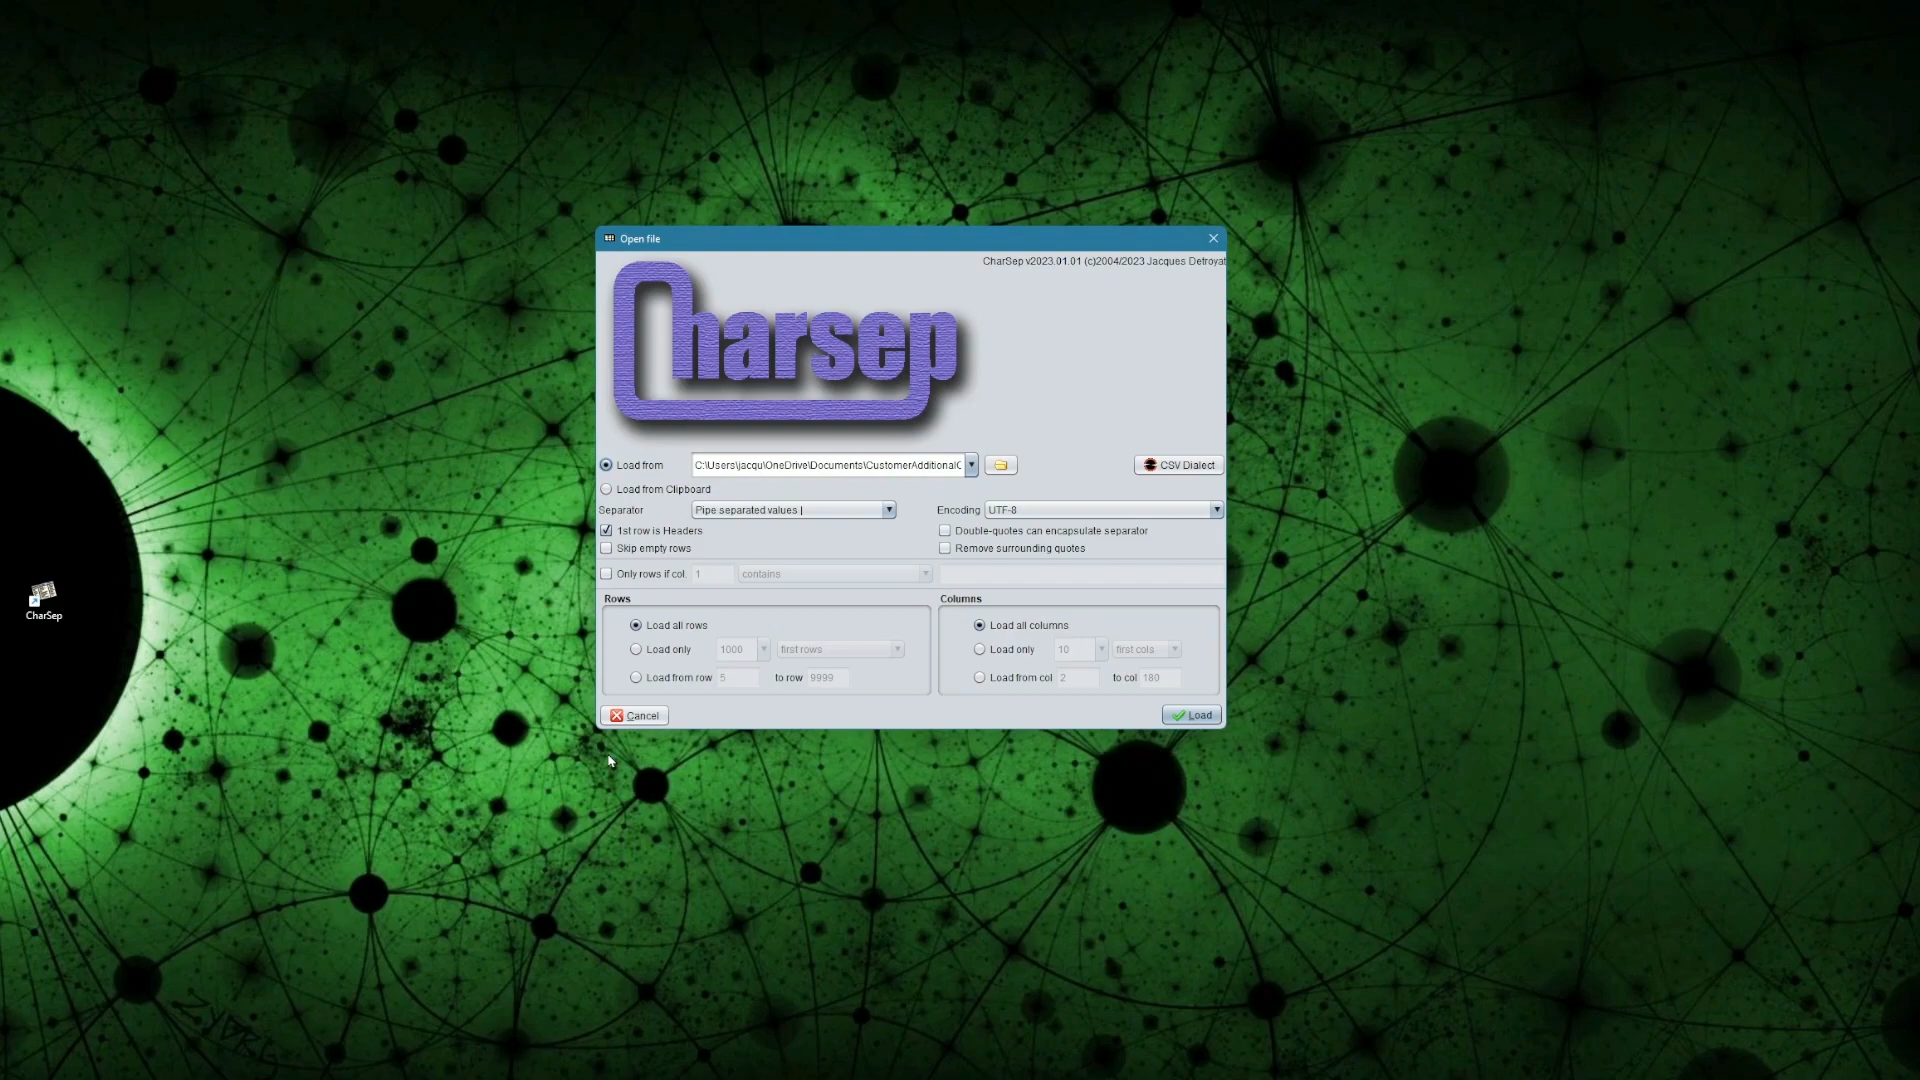 Open file
CharSep v2023.01.01 (c)2004/2023 Jacques Detroyat
Charsep
Load from C:\Users\jacqu\OneDrive\Documents\CustomerAdditionalC CSV Dialect
Load from Clipboard
Separator Pipe separated values | Encoding UTF-8
1st row is Headers Double-quotes can encapsulate separator
Skip empty rows Remove surrounding quotes
Only rows if col. 1 contains
Rows Columns
Load all rows Load all columns
Load only 1000 first rows Load only 10 first cols
Load from row 5 to row 9999 Load from col 2 to col 180
Cancel Load
CharSep